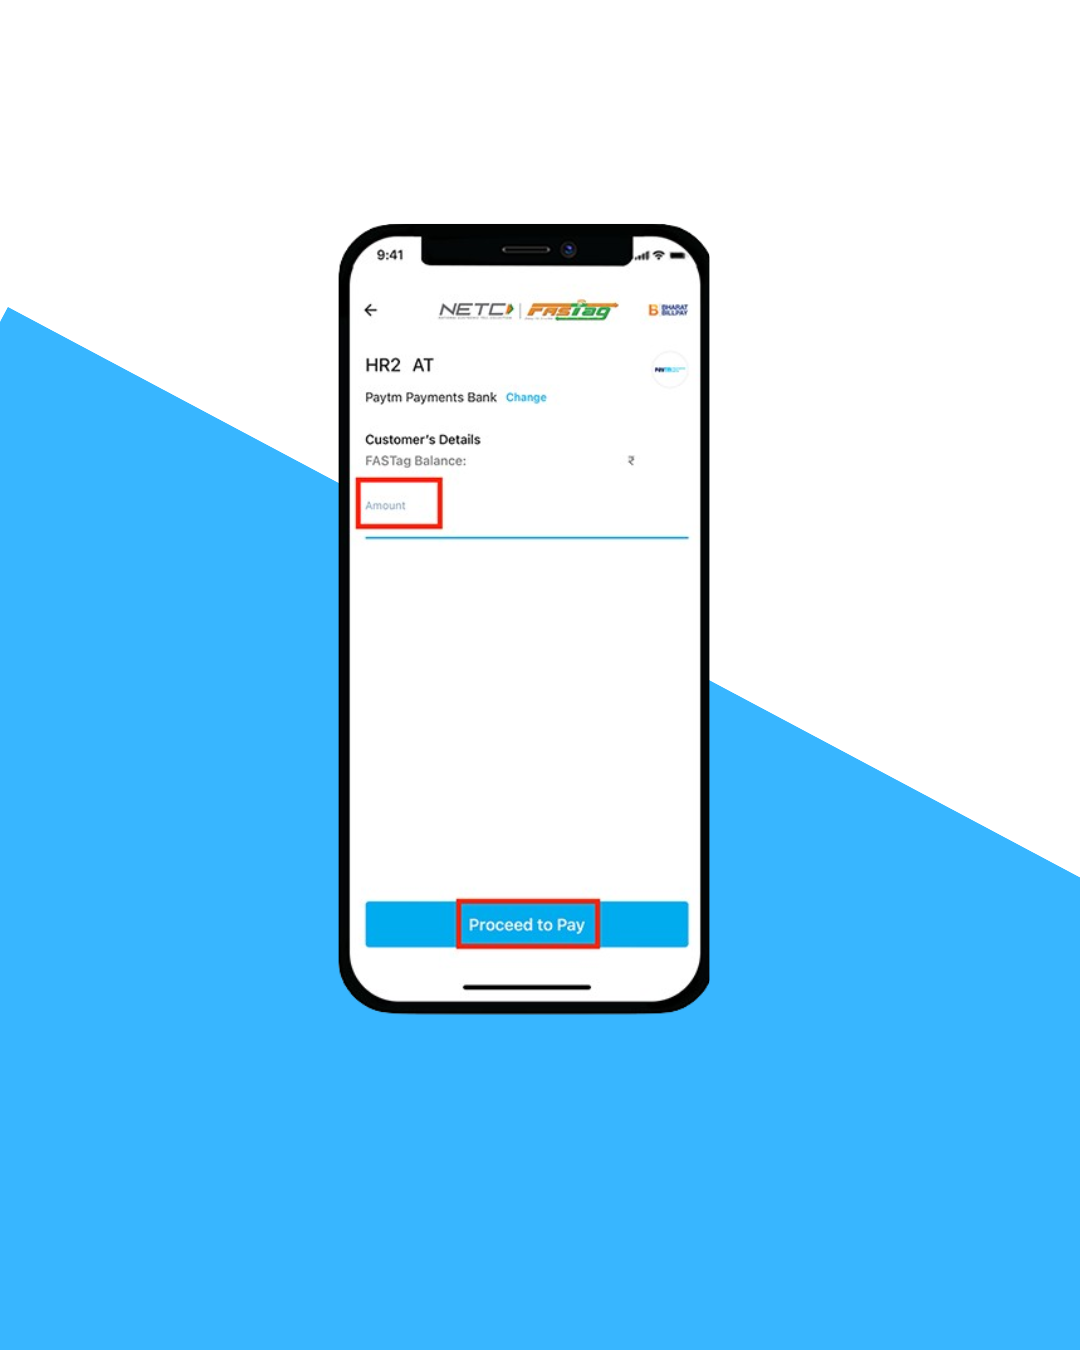 9:41
NETC FASTag BHARAT BILLPAY
HR2 AT
Paytm Payments Bank Change
Customer's Details
FASTag Balance: ₹
Amount
Proceed to Pay